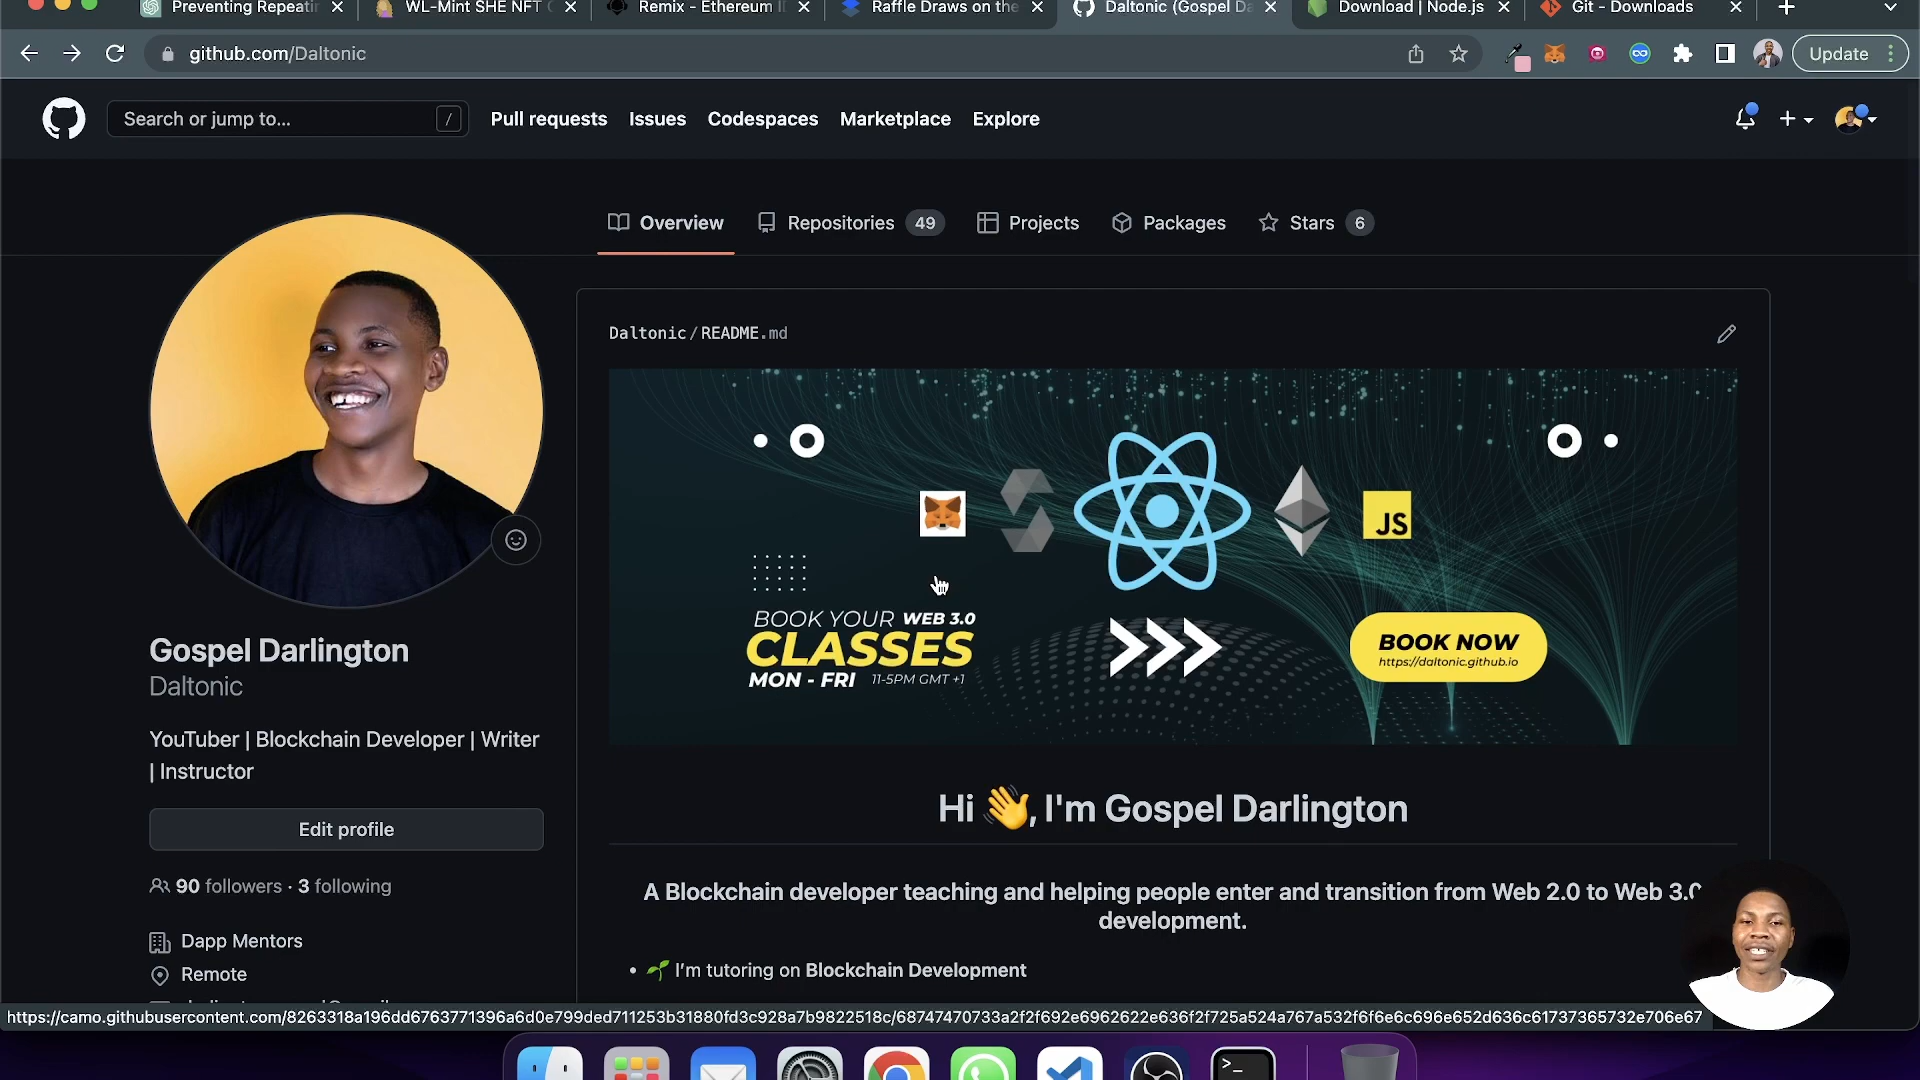 Preventing Repeatin
WL-Mint SHE NFT
Remix - Ethereum I
Raffle Draws on the
Daltonic (Gospel Da
Download | Node.js
Git - Downloads
github.com/Daltonic
Update
Search or jump to...
/
Pull requests
Issues
Codespaces
Marketplace
Explore
Overview
Repositories 49
Projects
Packages
Stars 6
Daltonic/README.md
JS
BOOK YOUR WEB 3.0
CLASSES
MON - FRI 11-5PM GMT +1
BOOK NOW
https://daltonic.github.io
Hi 👋, I'm Gospel Darlington
A Blockchain developer teaching and helping people enter and transition from Web 2.0 to Web 3.0
development.
• 🌱 I'm tutoring on Blockchain Development
Gospel Darlington
Daltonic
YouTuber | Blockchain Developer | Writer
| Instructor
Edit profile
90 followers · 3 following
Dapp Mentors
Remote
https://camo.githubusercontent.com/8263318a196dd6763771396a6d0e799ded711253b31880fd3c928a7b9822518c/68747470733a2f2f692e6962622e636f2f725a524a767a532f6f6e6c696e652d636c61737365732e706e67